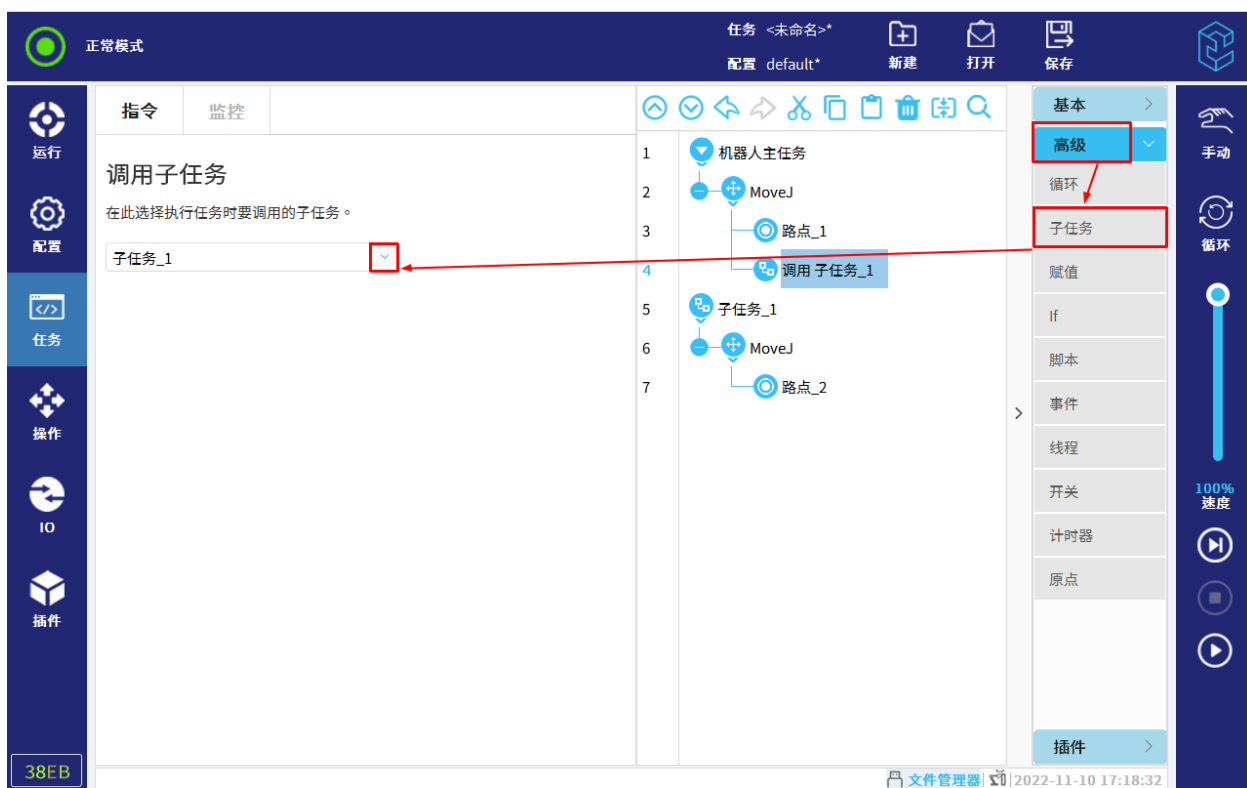 正常模式
任务 <未命名>*
配置 default*
新建
打开
保存
运行
配置
任务
操作
IO
插件
38EB
指令
监控
调用子任务
在此选择执行任务时要调用的子任务。
子任务_1
1 机器人主任务
2 MoveJ
3 路点_1
4 调用 子任务_1
5 子任务_1
6 MoveJ
7 路点_2
基本
高级
循环
子任务
赋值
If
脚本
事件
线程
开关
计时器
原点
插件
手动
循环
100%
速度
文件管理器
2022-11-10 17:18:32